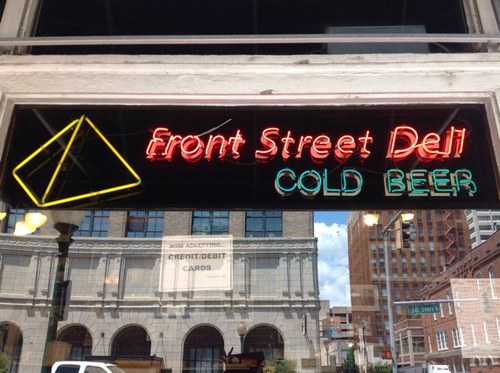 Front Street Deli
COLD BEER
NOW ACCEPTING
CREDIT/DEBIT
CARDS